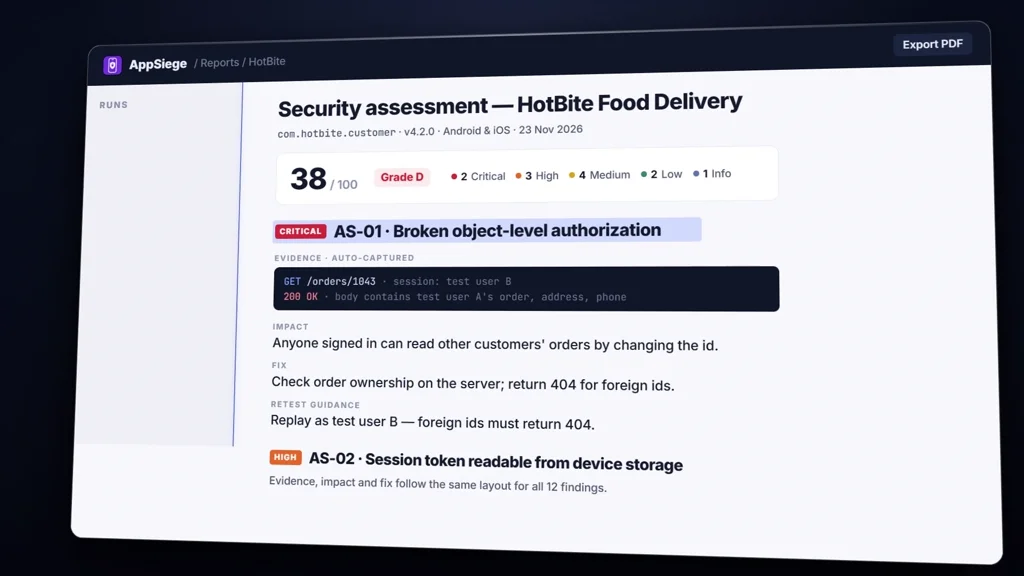 AppSiege / Reports / HotBite
Export PDF
RUNS
Security assessment — HotBite Food Delivery
com.hotbite.customer · v4.2.0 · Android & iOS · 23 Nov 2026
38 / 100
Grade D
2 Critical
3 High
4 Medium
2 Low
1 Info
CRITICAL AS-01 · Broken object-level authorization
EVIDENCE · AUTO-CAPTURED
GET /orders/1043 · session: test user B
200 OK · body contains test user A's order, address, phone
IMPACT
Anyone signed in can read other customers' orders by changing the id.
FIX
Check order ownership on the server; return 404 for foreign ids.
RETEST GUIDANCE
Replay as test user B — foreign ids must return 404.
HIGH AS-02 · Session token readable from device storage
Evidence, impact and fix follow the same layout for all 12 findings.